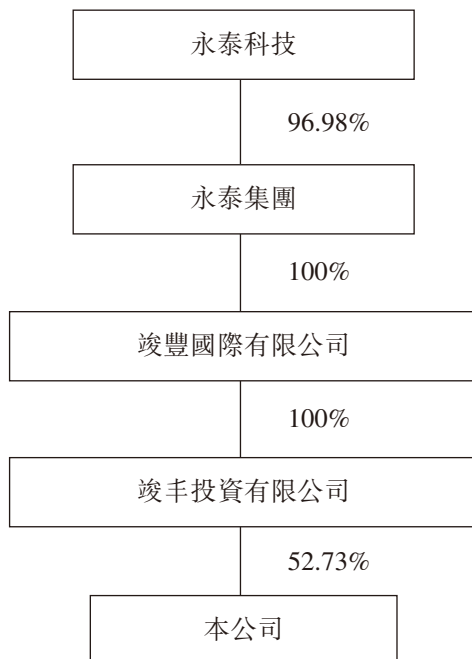 永泰科技
96.98%
永泰集團
100%
竣豐國際有限公司
100%
竣丰投資有限公司
52.73%
本公司